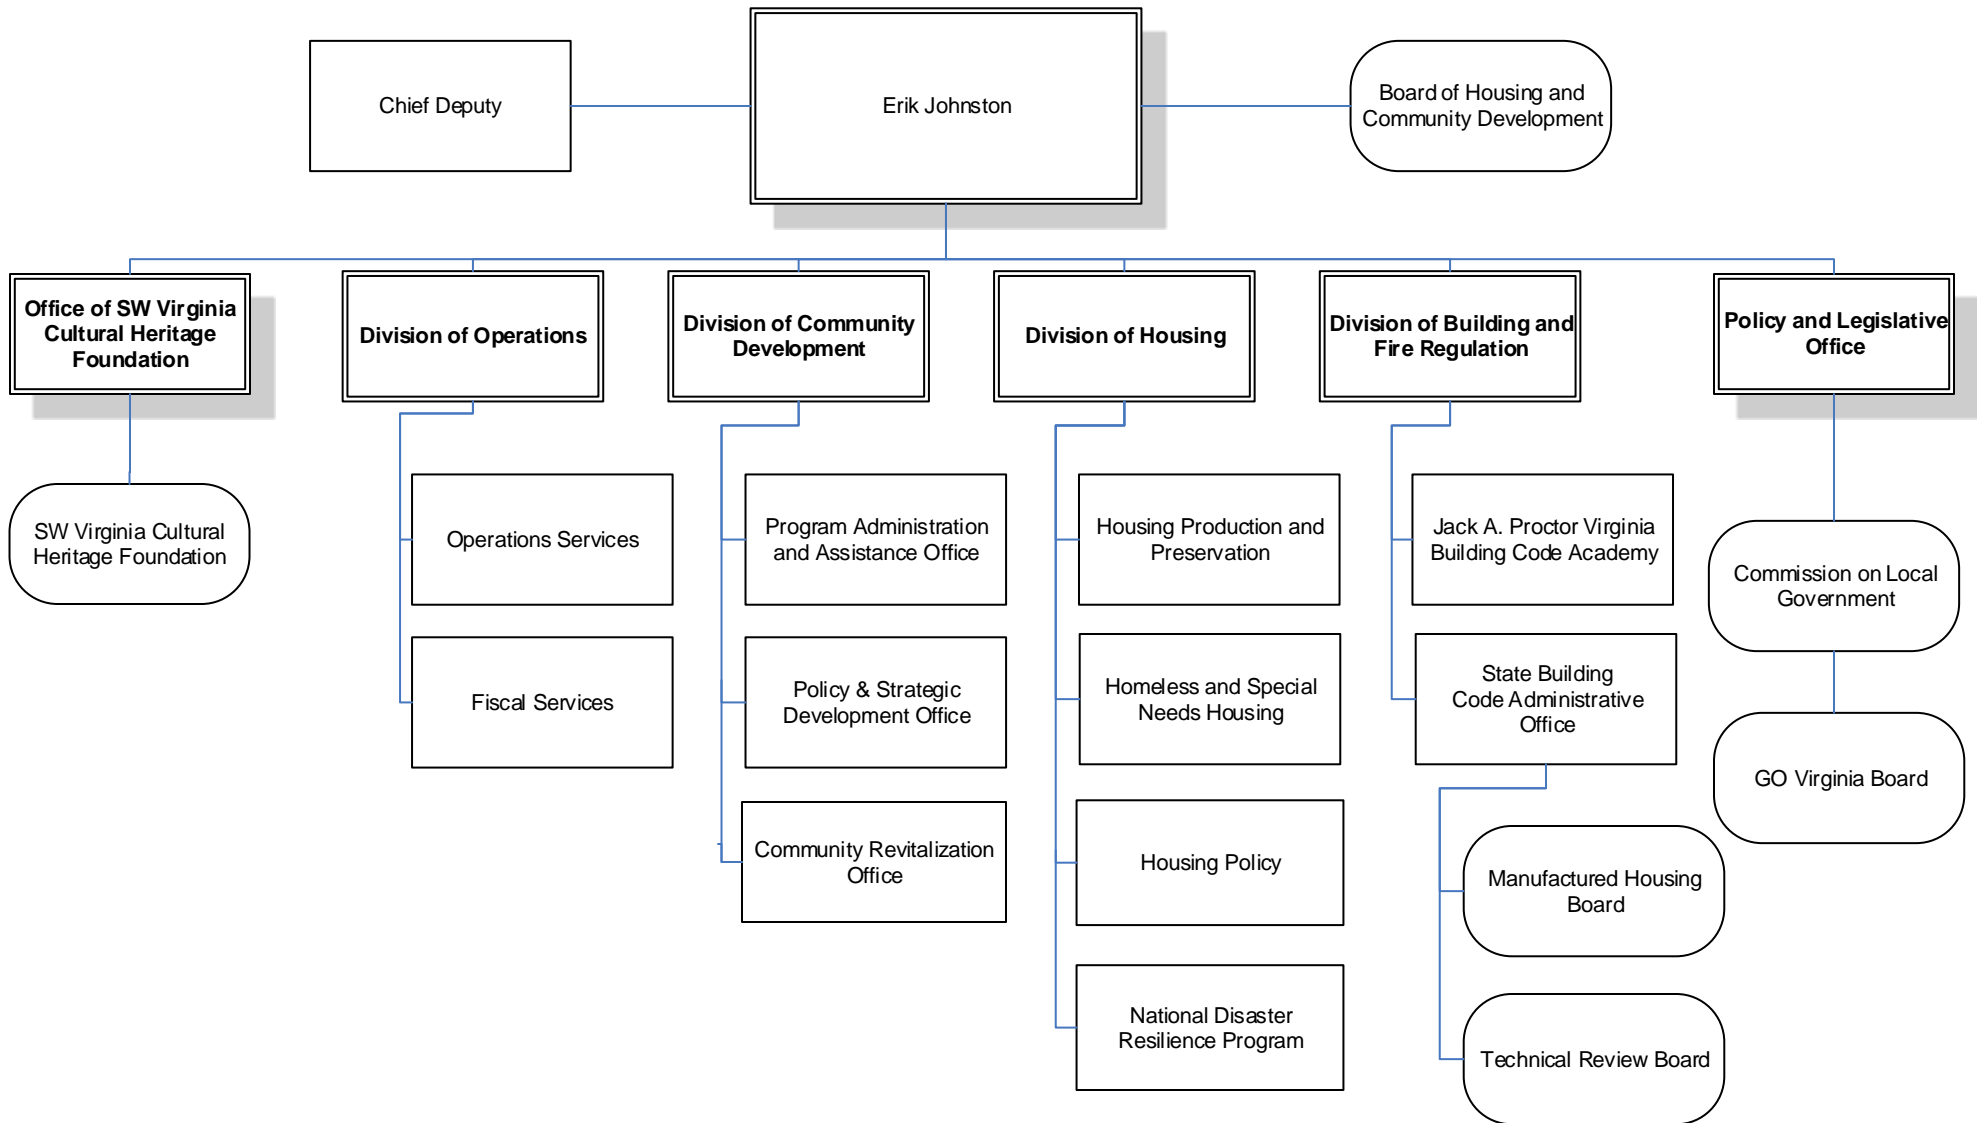 Chief Deputy
Erik Johnston
Board of Housing and
Community Development
Office of SW Virginia
Cultural Heritage
Foundation
Division of Operations
Division of Community
Development
Division of Housing
Division of Building and
Fire Regulation
Policy and Legislative
Office
SW Virginia Cultural
Heritage Foundation
Operations Services
Fiscal Services
Program Administration
and Assistance Office
Policy & Strategic
Development Office
Community Revitalization
Office
Housing Production and
Preservation
Homeless and Special
Needs Housing
Housing Policy
National Disaster
Resilience Program
Jack A. Proctor Virginia
Building Code Academy
State Building
Code Administrative
Office
Manufactured Housing
Board
Technical Review Board
Commission on Local
Government
GO Virginia Board